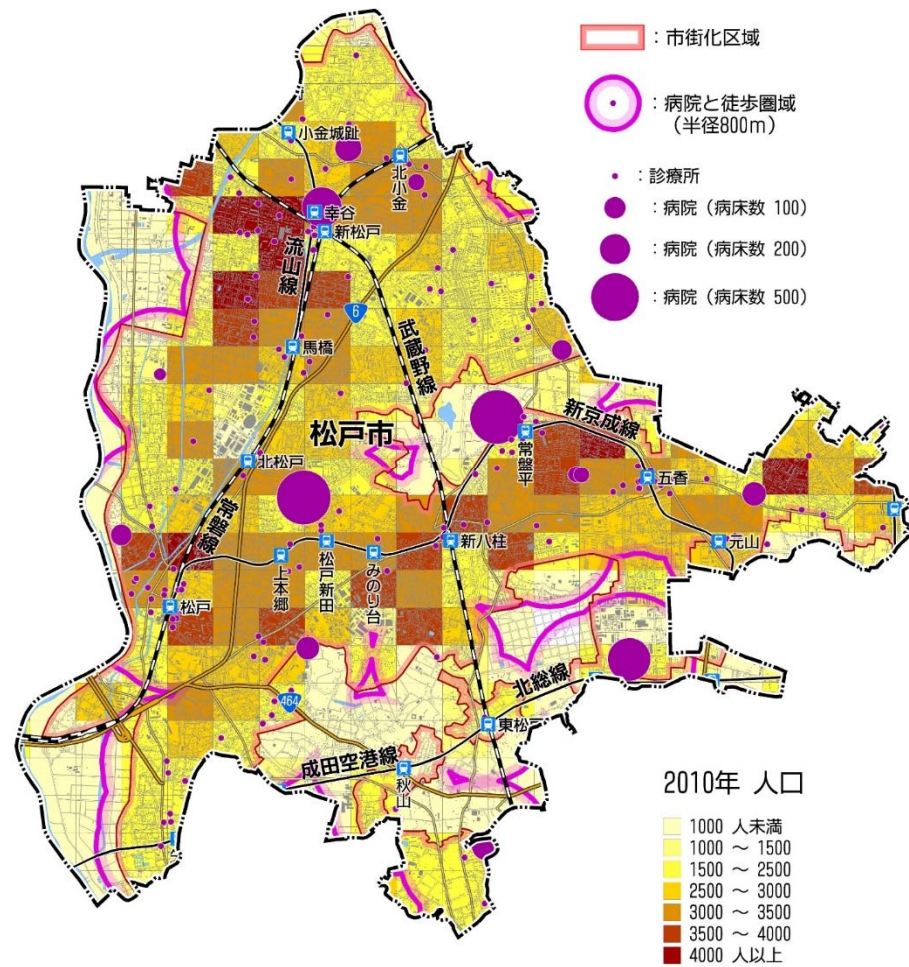 ：市街化区域
：病院と徒歩圏域
（半径800m）
：診療所
：病院（病床数 100）
：病院（病床数 200）
：病院（病床数 500）
小金城趾
北小金
幸谷
新松戸
流山線
6
武蔵野線
馬橋
松戸市
新京成線
常盤平
北松戸
五香
常磐線
新八柱
元山
上本郷
松戸新田
みのり台
松戸
464
北総線
東松戸
成田空港線
秋山
2010年 人口
1000 人未満
1000 ～ 1500
1500 ～ 2500
2500 ～ 3000
3000 ～ 3500
3500 ～ 4000
4000 人以上